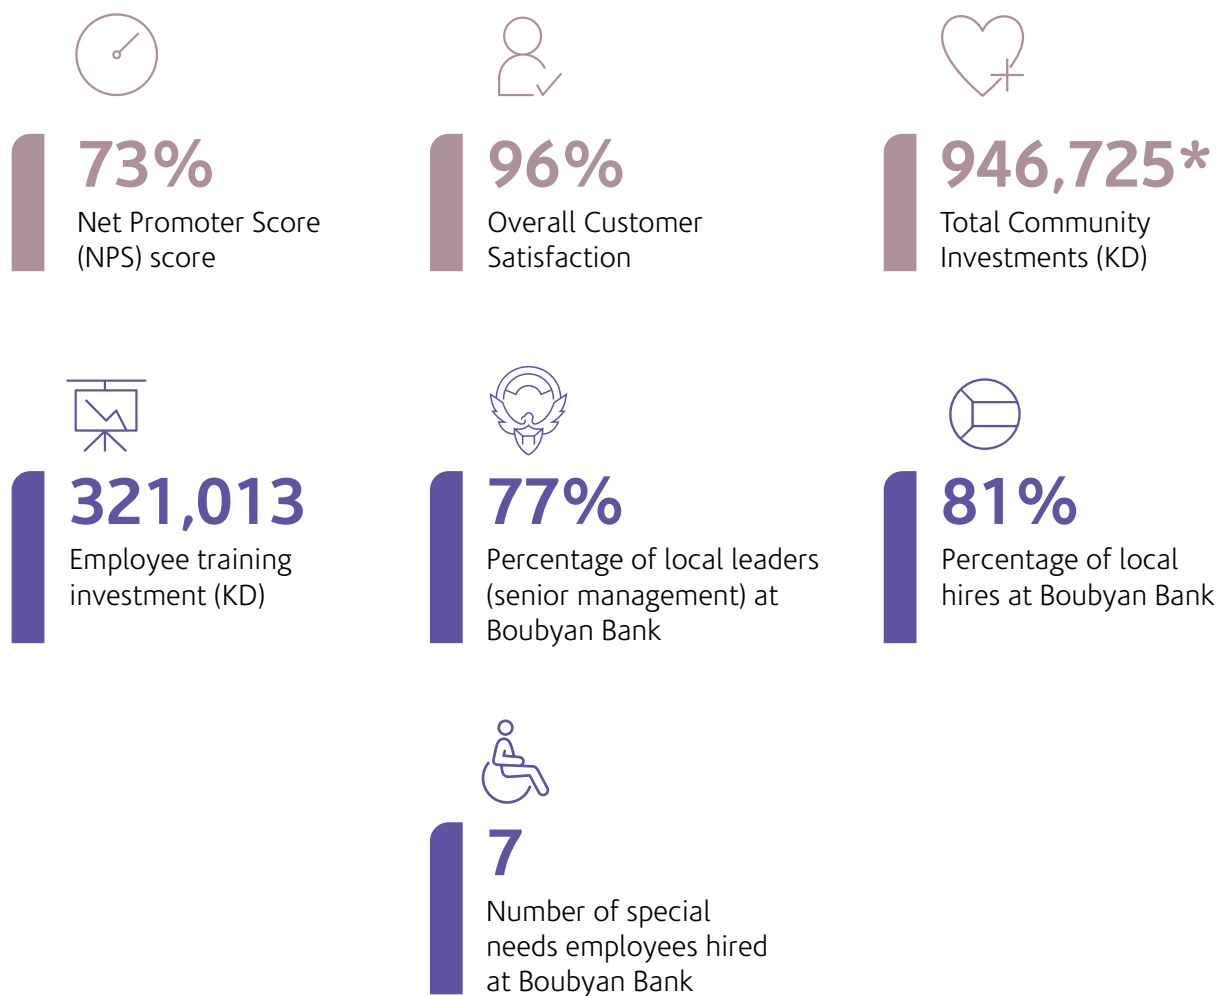 73%
Net Promoter Score
(NPS) score
96%
Overall Customer
Satisfaction
946,725*
Total Community
Investments (KD)
321,013
Employee training
investment (KD)
77%
Percentage of local leaders
(senior management) at
Boubyan Bank
81%
Percentage of local
hires at Boubyan Bank
7
Number of special
needs employees hired
at Boubyan Bank